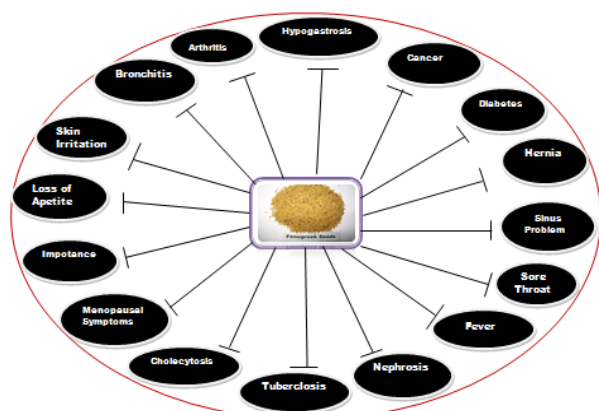 Hypogastrosis
Cancer
Diabetes
Hernia
Sinus
Problem
Sore
Throat
Fever
Nephrosis
Tuberclosis
Cholecytosis
Menopausal
Symptoms
Impotance
Loss of
Apetite
Skin
Irritation
Bronchitis
Arthritis
Fenugreek Seeds